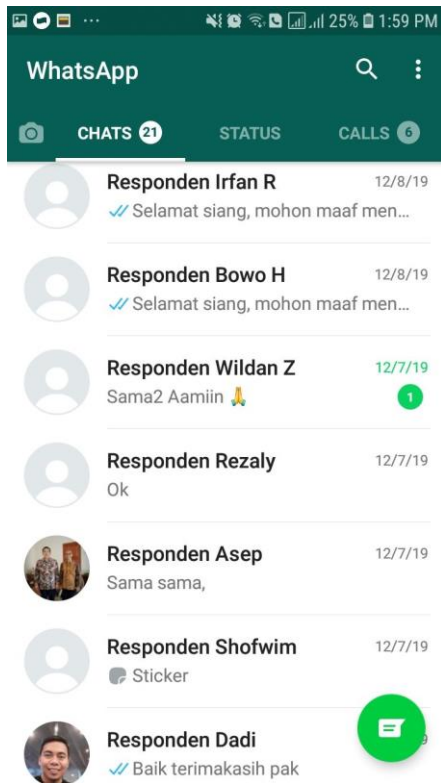 25% 1:59 PM
WhatsApp
CHATS 21 STATUS CALLS 6
Responden Irfan R 12/8/19
Selamat siang, mohon maaf men...
Responden Bowo H 12/8/19
Selamat siang, mohon maaf men...
Responden Wildan Z 12/7/19
Sama2 Aamiin 🙏 1
Responden Rezaly 12/7/19
Ok
Responden Asep 12/7/19
Sama sama,
Responden Shofwim 12/7/19
Sticker
Responden Dadi
Baik terimakasih pak